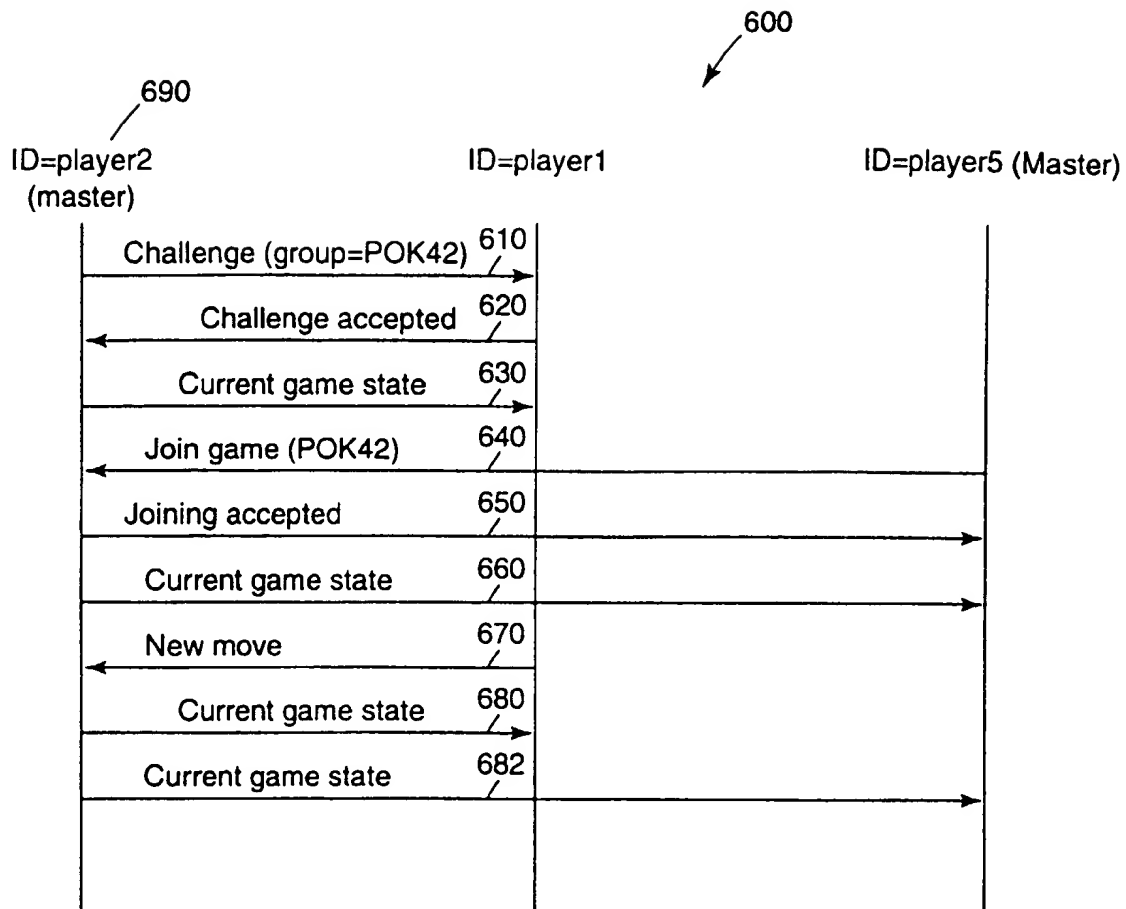 600
690
ID=player2
(master)
ID=player1
ID=player5 (Master)
Challenge (group=POK42) 610
Challenge accepted 620
Current game state 630
Join game (POK42) 640
Joining accepted 650
Current game state 660
New move 670
Current game state 680
Current game state 682